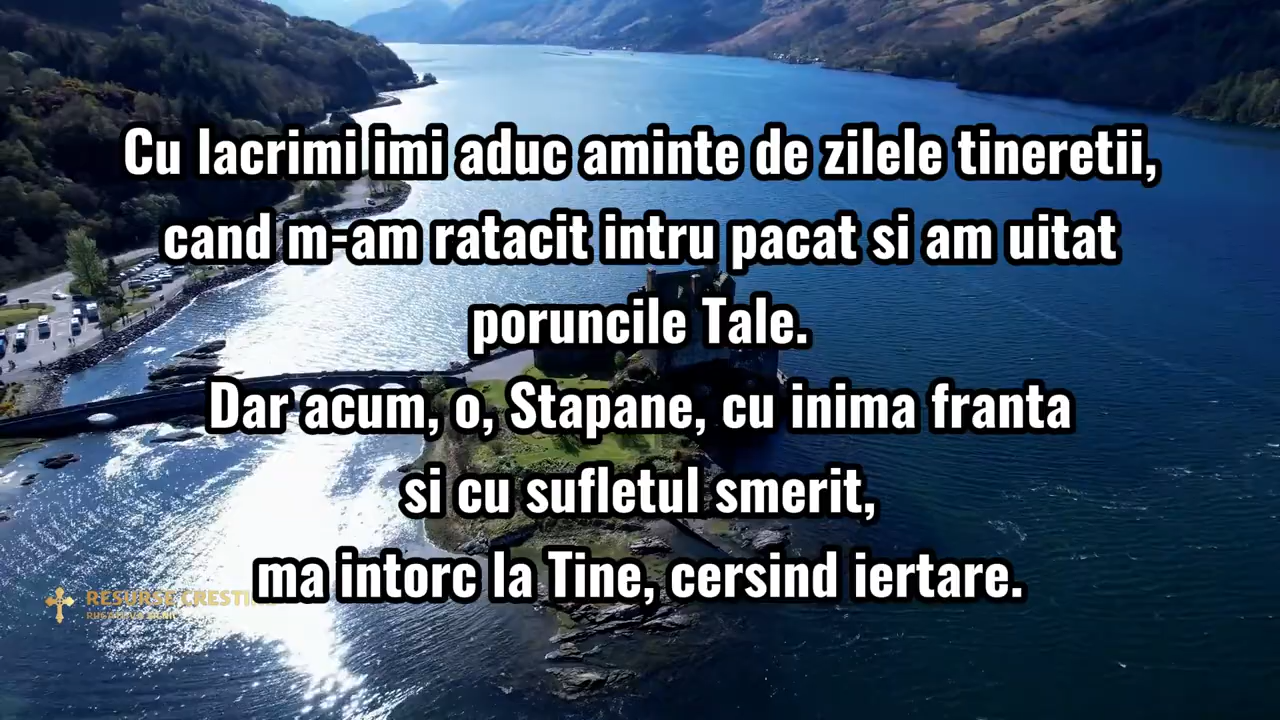 Cu lacrimi imi aduc aminte de zilele tineretii,
cand m-am ratacit intru pacat si am uitat
poruncile Tale.
Dar acum, o, Stapane, cu inima franta
si cu sufletul smerit,
ma intorc la Tine, cersind iertare.
RESURSE CRESTINE